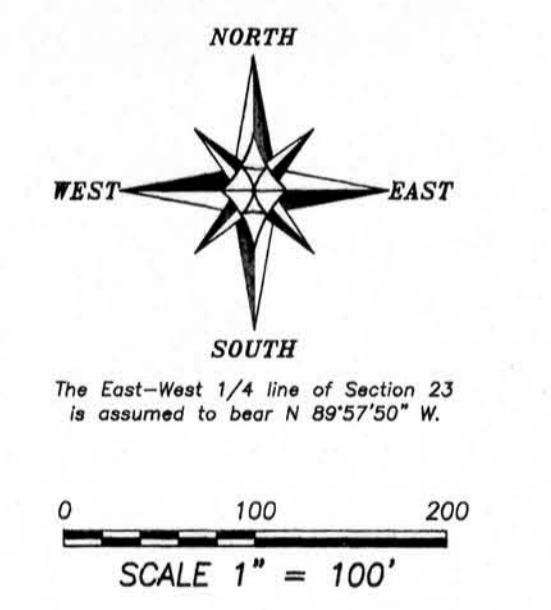 NORTH
WEST EAST
SOUTH
The East–West 1/4 line of Section 23
is assumed to bear N 89°57'50" W.
0 100 200
SCALE 1" = 100'